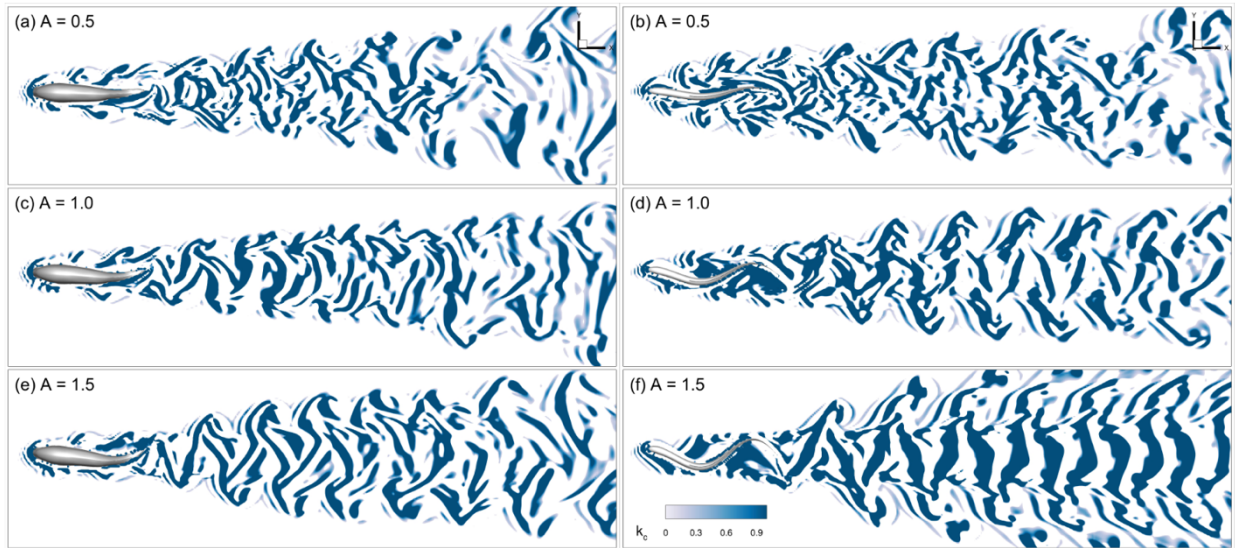 (a) A = 0.5
Y
X
(b) A = 0.5
Y
X
(c) A = 1.0
(d) A = 1.0
(e) A = 1.5
(f) A = 1.5
k_c
0 0.3 0.6 0.9